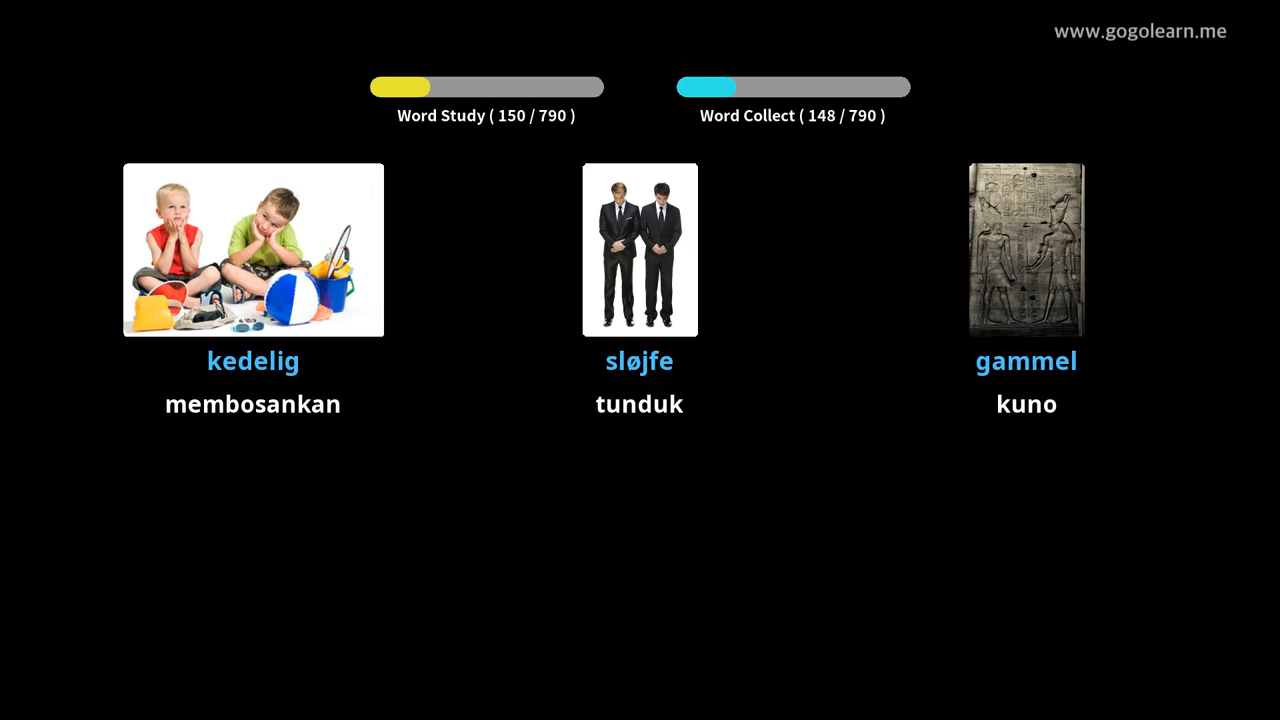 www.gogolearn.me
Word Study ( 150 / 790 )
Word Collect ( 148 / 790 )
kedelig
sløjfe
gammel
membosankan
tunduk
kuno